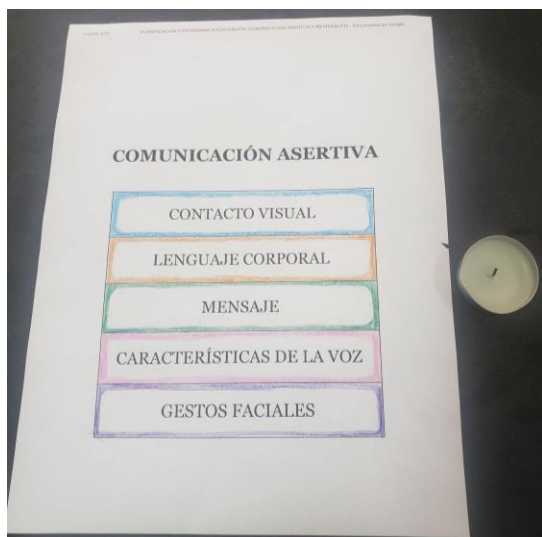 COMUNICACIÓN ASERTIVA
CONTACTO VISUAL
LENGUAJE CORPORAL
MENSAJE
CARACTERÍSTICAS DE LA VOZ
GESTOS FACIALES